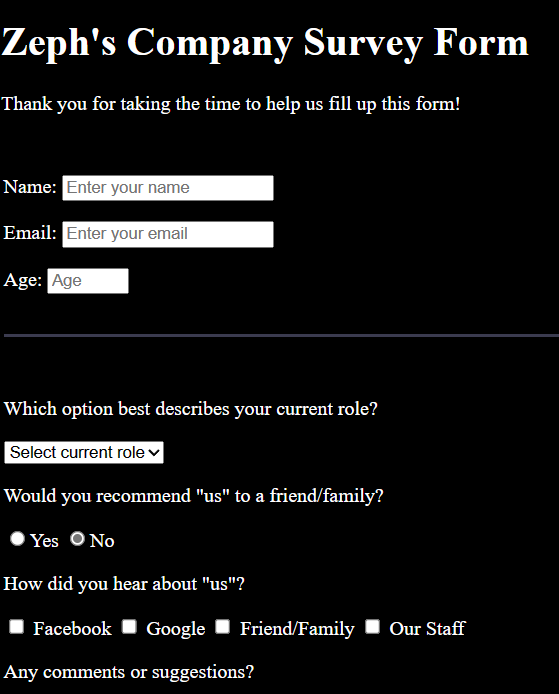 Zeph's Company Survey Form
Thank you for taking the time to help us fill up this form!
Name: Enter your name
Email: Enter your email
Age: Age
Which option best describes your current role?
Select current role
Would you recommend "us" to a friend/family?
Yes No
How did you hear about "us"?
Facebook Google Friend/Family Our Staff
Any comments or suggestions?